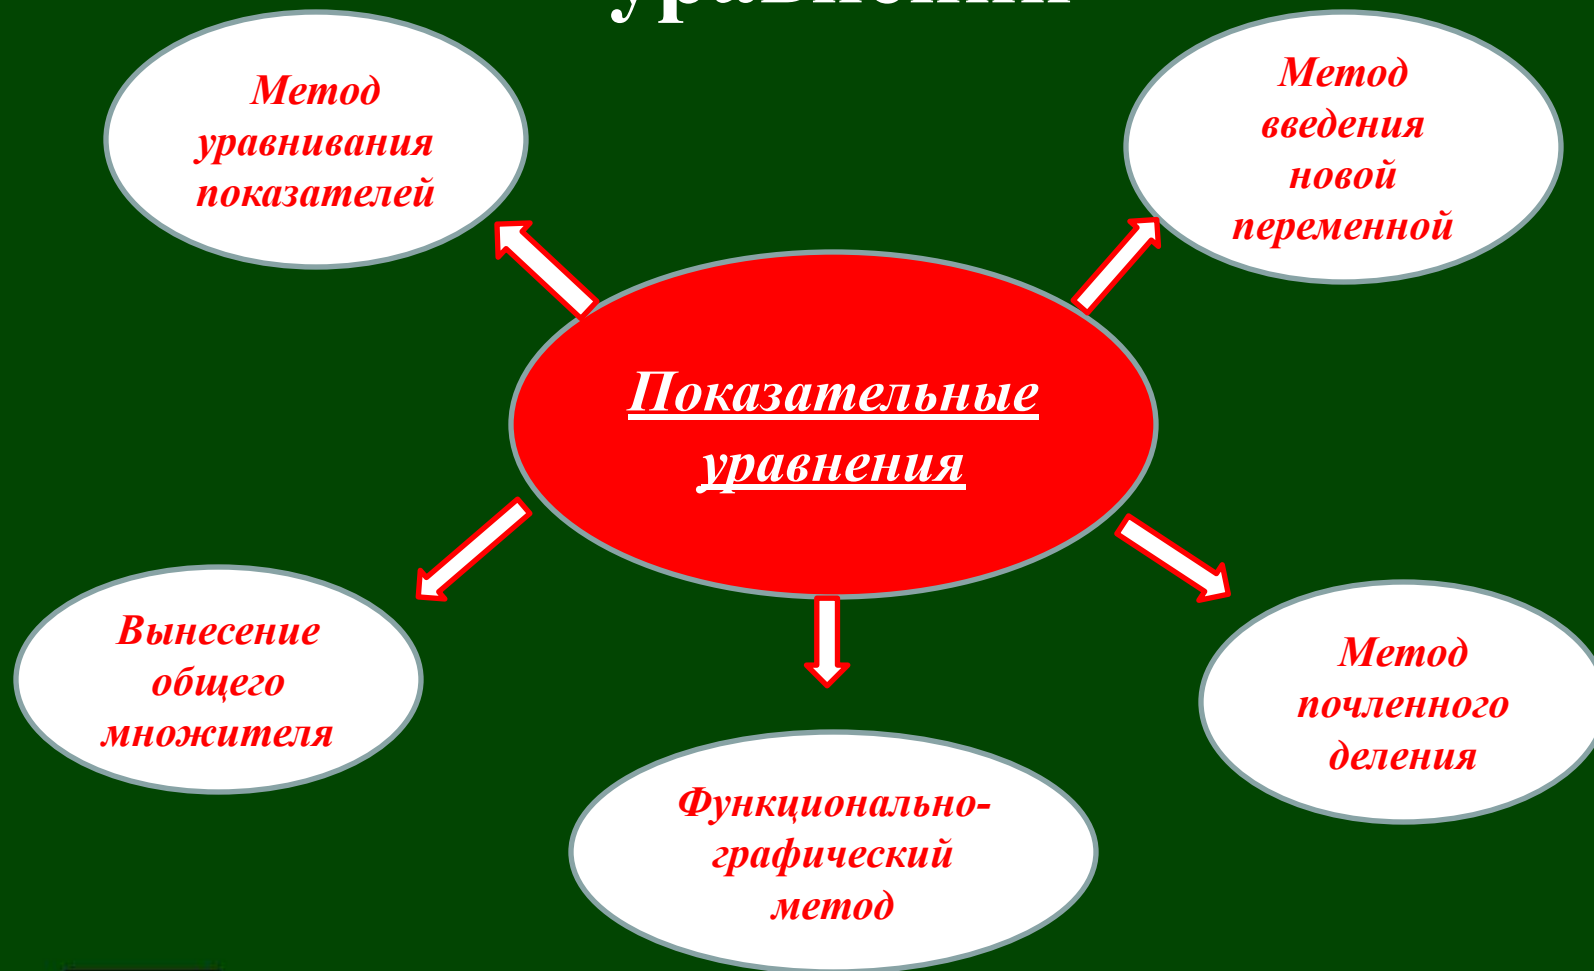 Метод
уравнивания
показателей
Метод
введения
новой
переменной
Показательные
уравнения
Вынесение
общего
множителя
Функционально-
графический
метод
Метод
почленного
деления